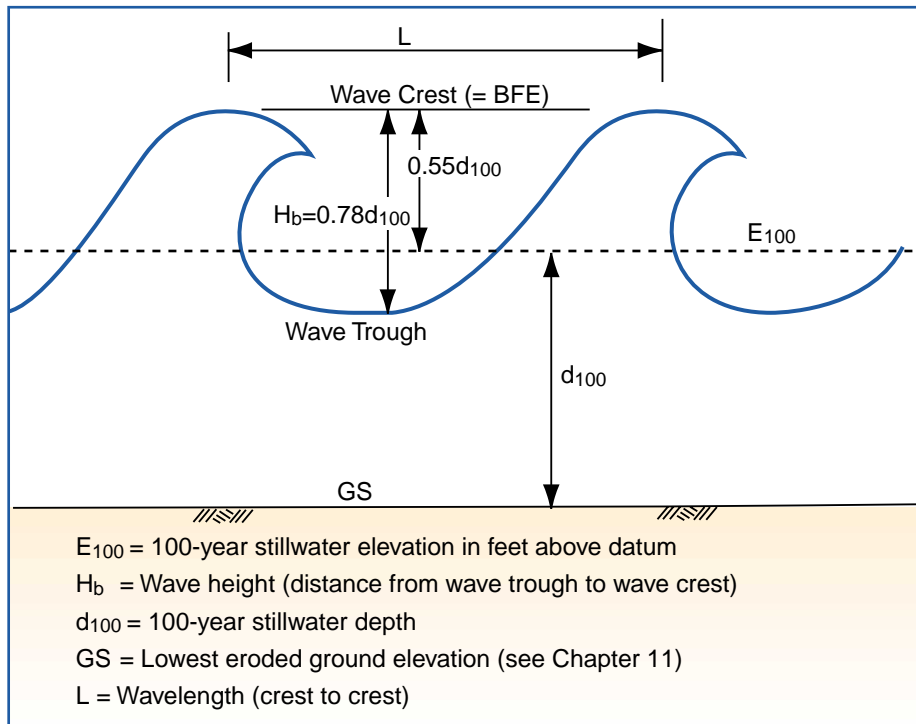 L
Wave Crest (= BFE)
0.55d100
Hb=0.78d100
E100
Wave Trough
d100
GS
E100 = 100-year stillwater elevation in feet above datum
Hb = Wave height (distance from wave trough to wave crest)
d100 = 100-year stillwater depth
GS = Lowest eroded ground elevation (see Chapter 11)
L = Wavelength (crest to crest)